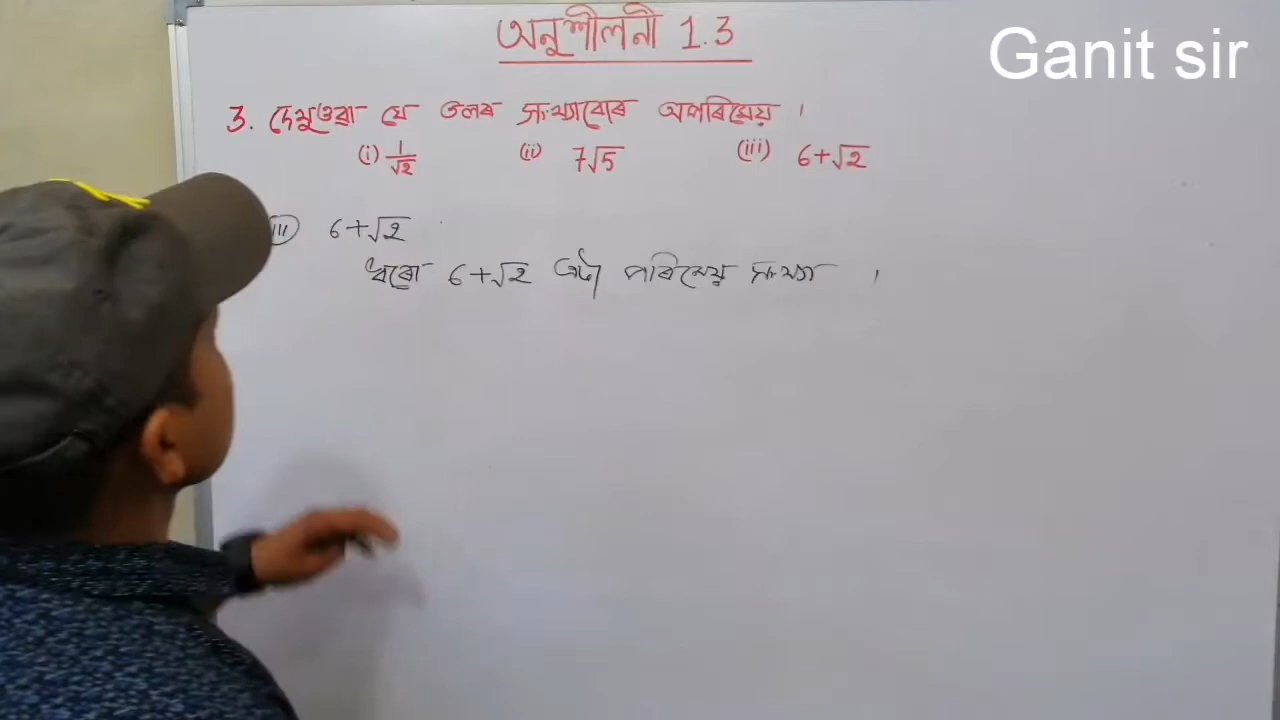 অনুশীলনী 1.3
Ganit sir
3. দেখুওৱা যে তলৰ সংখ্যাবোৰ অপৰিমেয় ।
(i) 1/√2 (ii) 7√5 (iii) 6+√2
(iii) 6+√2
ধৰো 6+√2 এটা পৰিমেয় সংখ্যা ।